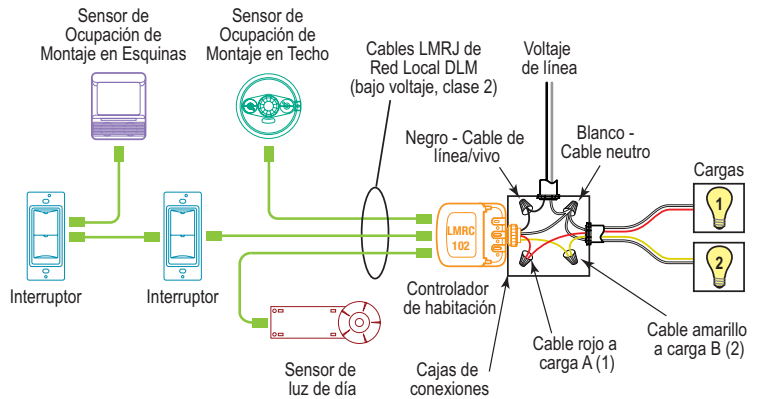 Sensor de
Ocupación de
Montaje en Esquinas
Sensor de
Ocupación de
Montaje en Techo
Cables LMRJ de
Red Local DLM
(bajo voltaje, clase 2)
Voltaje
de línea
Negro - Cable de
línea/vivo
Blanco -
Cable neutro
Cargas
1
2
LMRC
102
Interruptor
Interruptor
Controlador
de habitación
Sensor de
luz de día
Cajas de
conexiones
Cable rojo a
carga A (1)
Cable amarillo
a carga B (2)